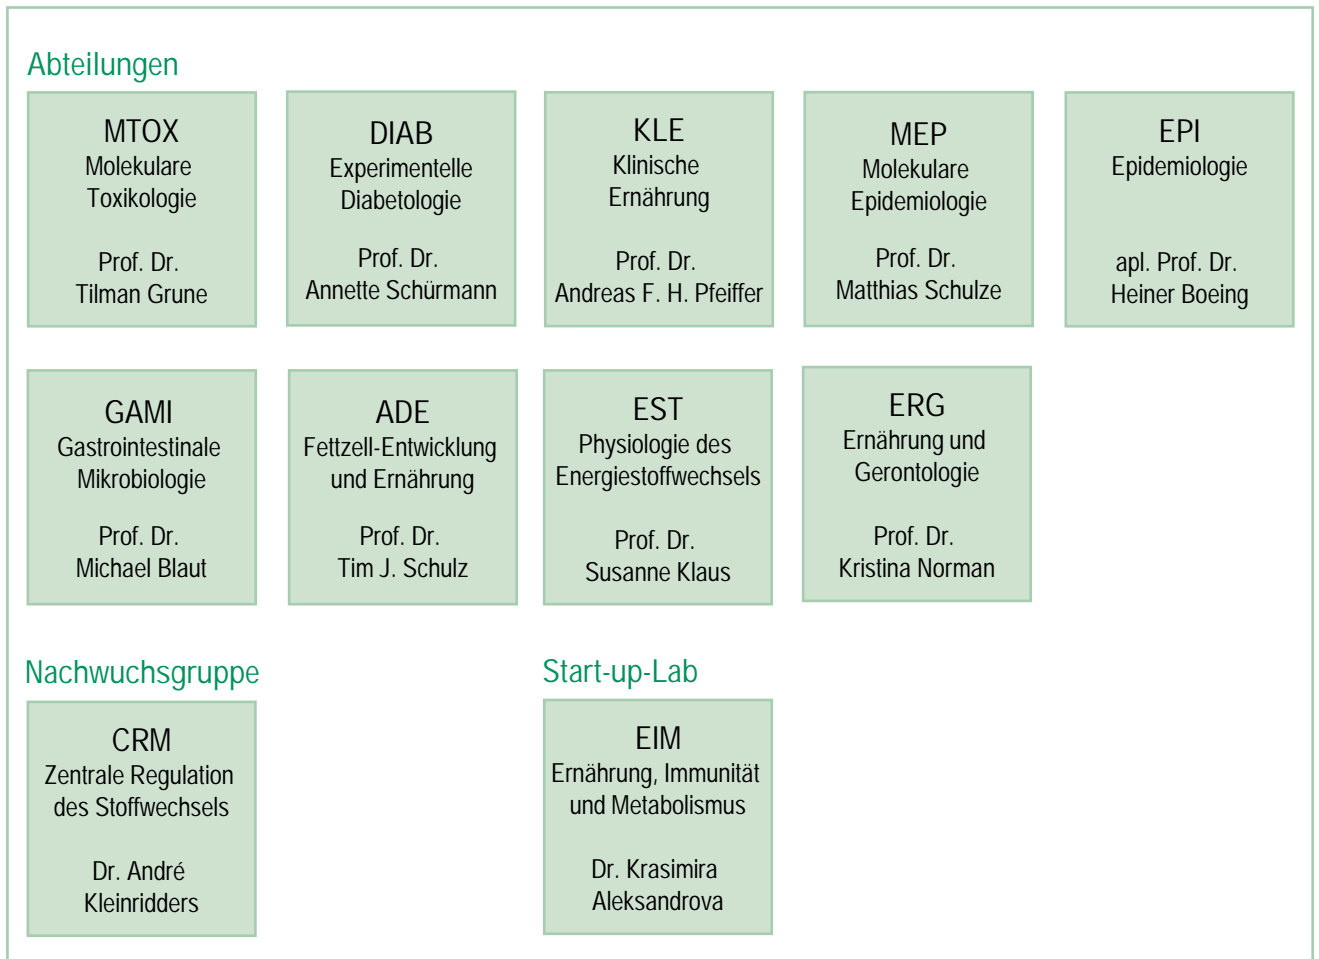 Abteilungen
MTOX
Molekulare
Toxikologie
Prof. Dr.
Tilman Grune
DIAB
Experimentelle
Diabetologie
Prof. Dr.
Annette Schürmann
KLE
Klinische
Ernährung
Prof. Dr.
Andreas F. H. Pfeiffer
MEP
Molekulare
Epidemiologie
Prof. Dr.
Matthias Schulze
EPI
Epidemiologie
apl. Prof. Dr.
Heiner Boeing
GAMI
Gastrointestinale
Mikrobiologie
Prof. Dr.
Michael Blaut
ADE
Fettzell-Entwicklung
und Ernährung
Prof. Dr.
Tim J. Schulz
EST
Physiologie des
Energiestoffwechsels
Prof. Dr.
Susanne Klaus
ERG
Ernährung und
Gerontologie
Prof. Dr.
Kristina Norman
Nachwuchsgruppe
CRM
Zentrale Regulation
des Stoffwechsels
Dr. André
Kleinridders
Start-up-Lab
EIM
Ernährung, Immunität
und Metabolismus
Dr. Krasimira
Aleksandrova